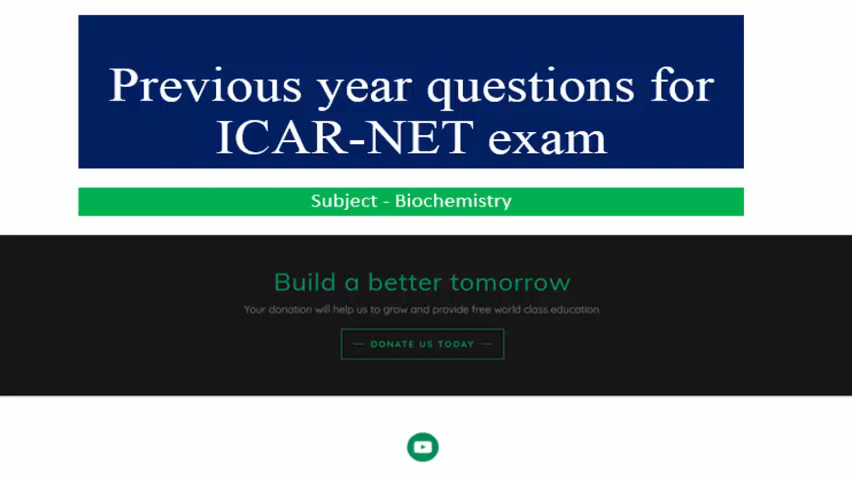 Previous year questions for
ICAR-NET exam
Subject - Biochemistry
Build a better tomorrow
Your donation will help us to grow and provide free world class education.
— DONATE US TODAY —